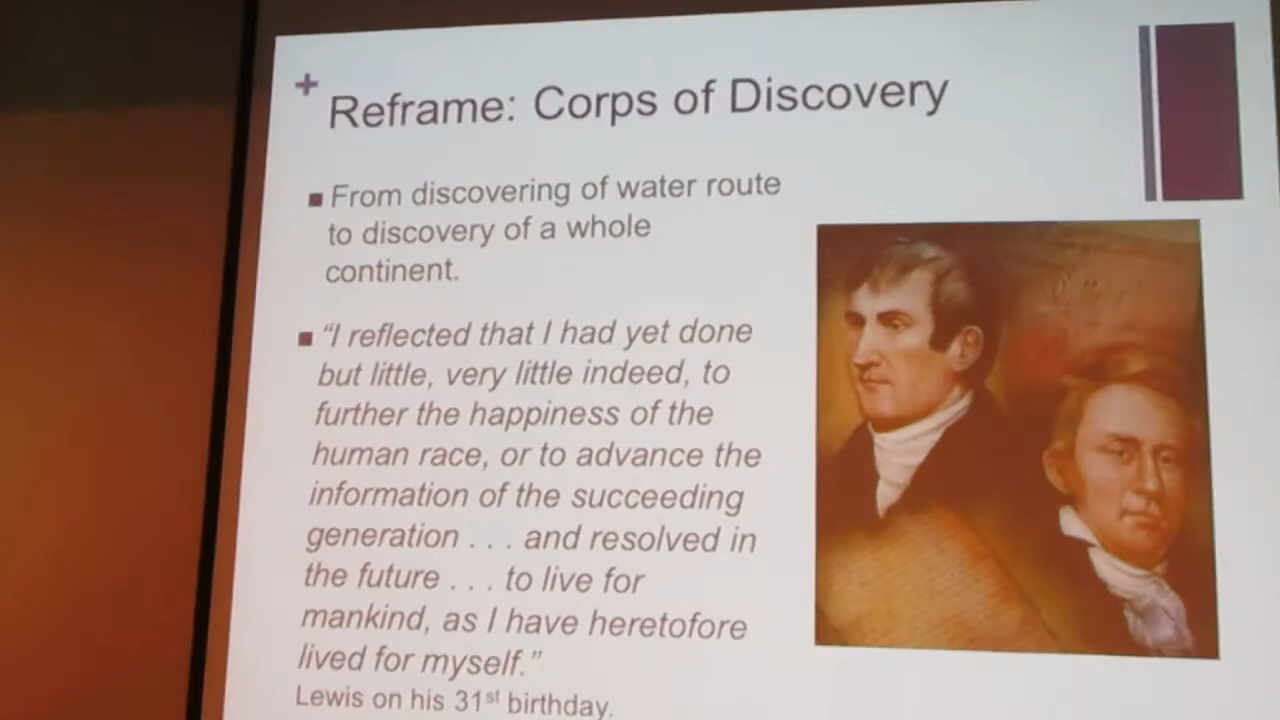 +
Reframe: Corps of Discovery
■ From discovering of water route
to discovery of a whole
continent.
■ “I reflected that I had yet done
but little, very little indeed, to
further the happiness of the
human race, or to advance the
information of the succeeding
generation . . . and resolved in
the future . . . to live for
mankind, as I have heretofore
lived for myself.”
Lewis on his 31st birthday.